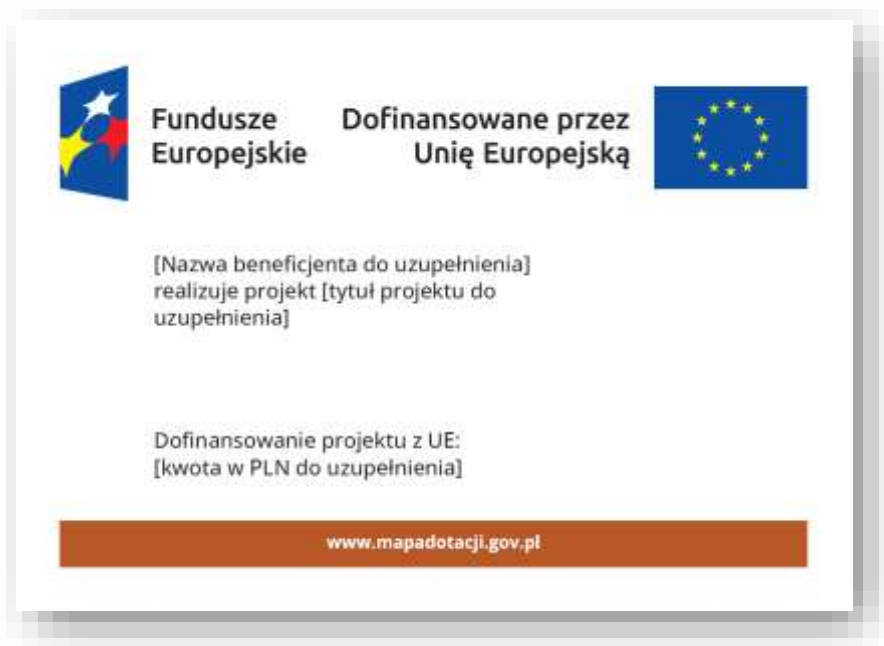 Fundusze
Europejskie
Dofinansowane przez
Unię Europejską
[Nazwa beneficjenta do uzupełnienia]
realizuje projekt [tytuł projektu do
uzupełnienia]
Dofinansowanie projektu z UE:
[kwota w PLN do uzupełnienia]
www.mapadotacji.gov.pl